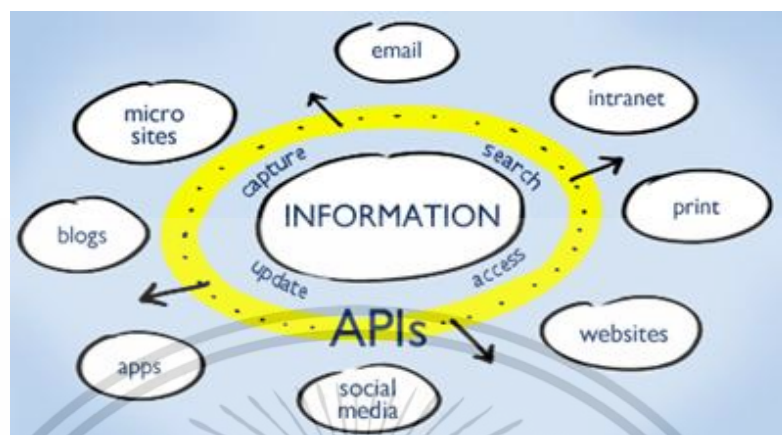 email
micro
sites
intranet
capture
search
INFORMATION
print
blogs
update
access
APIs
websites
apps
social
media